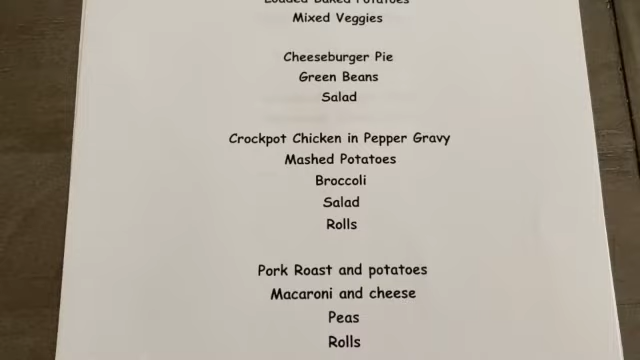 Loaded Baked Potatoes
Mixed Veggies
Cheeseburger Pie
Green Beans
Salad
Crockpot Chicken in Pepper Gravy
Mashed Potatoes
Broccoli
Salad
Rolls
Pork Roast and potatoes
Macaroni and cheese
Peas
Rolls